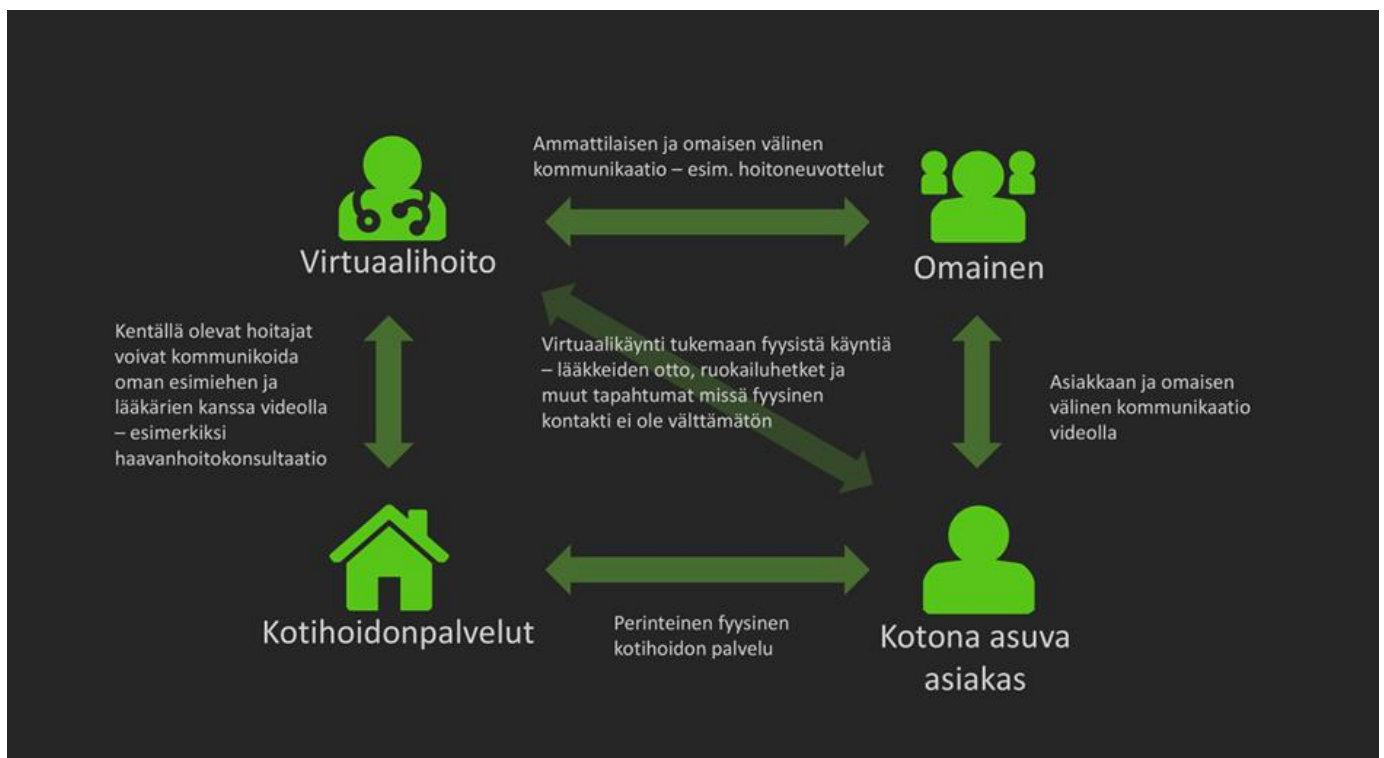 Ammattilaisen ja omaisen välinen
kommunikaatio – esim. hoitoneuvottelut
Virtuaalihoito
Omainen
Kentällä olevat hoitajat
voivat kommunikoida
oman esimiehen ja
lääkärien kanssa videolla
– esimerkiksi
haavanhoitokonsultaatio
Virtuaalikäynti tukemaan fyysistä käyntiä
– lääkkeiden otto, ruokailuhetket ja
muut tapahtumat missä fyysinen
kontakti ei ole välttämätön
Asiakkaan ja omaisen
välinen kommunikaatio
videolla
Kotihoidonpalvelut
Perinteinen fyysinen
kotihoidon palvelu
Kotona asuva
asiakas